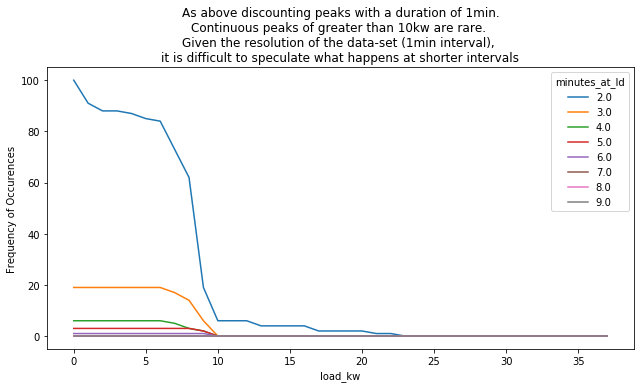 As above discounting peaks with a duration of 1min.
Continuous peaks of greater than 10kw are rare.
Given the resolution of the data-set (1min interval),
it is difficult to speculate what happens at shorter intervals
minutes_at_ld
2.0
3.0
4.0
5.0
6.0
7.0
8.0
9.0
Frequency of Occurences
100
80
60
40
20
0
0 5 10 15 20 25 30 35
load_kw